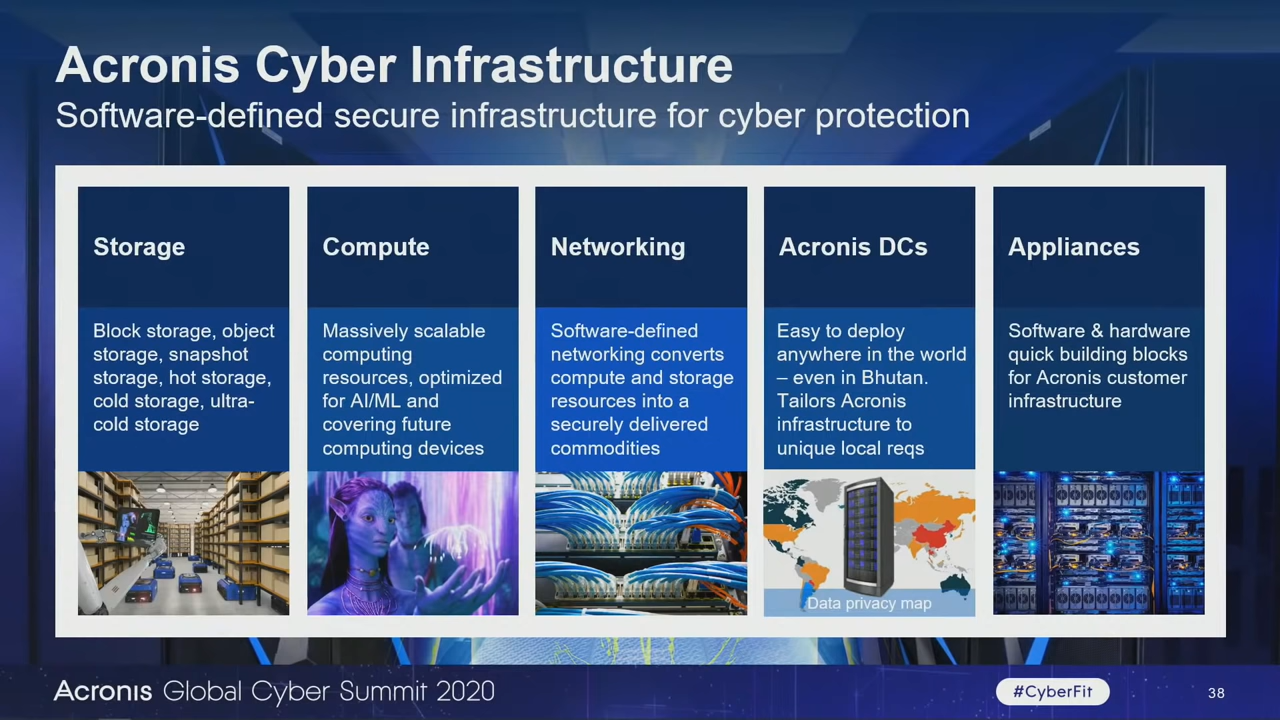 Acronis Cyber Infrastructure
Software-defined secure infrastructure for cyber protection
Storage
Block storage, object
storage, snapshot
storage, hot storage,
cold storage, ultra-
cold storage
Compute
Massively scalable
computing
resources, optimized
for AI/ML and
covering future
computing devices
Networking
Software-defined
networking converts
compute and storage
resources into a
securely delivered
commodities
Acronis DCs
Easy to deploy
anywhere in the world
– even in Bhutan.
Tailors Acronis
infrastructure to
unique local reqs
Data privacy map
Appliances
Software & hardware
quick building blocks
for Acronis customer
infrastructure
Acronis Global Cyber Summit 2020
#CyberFit
38